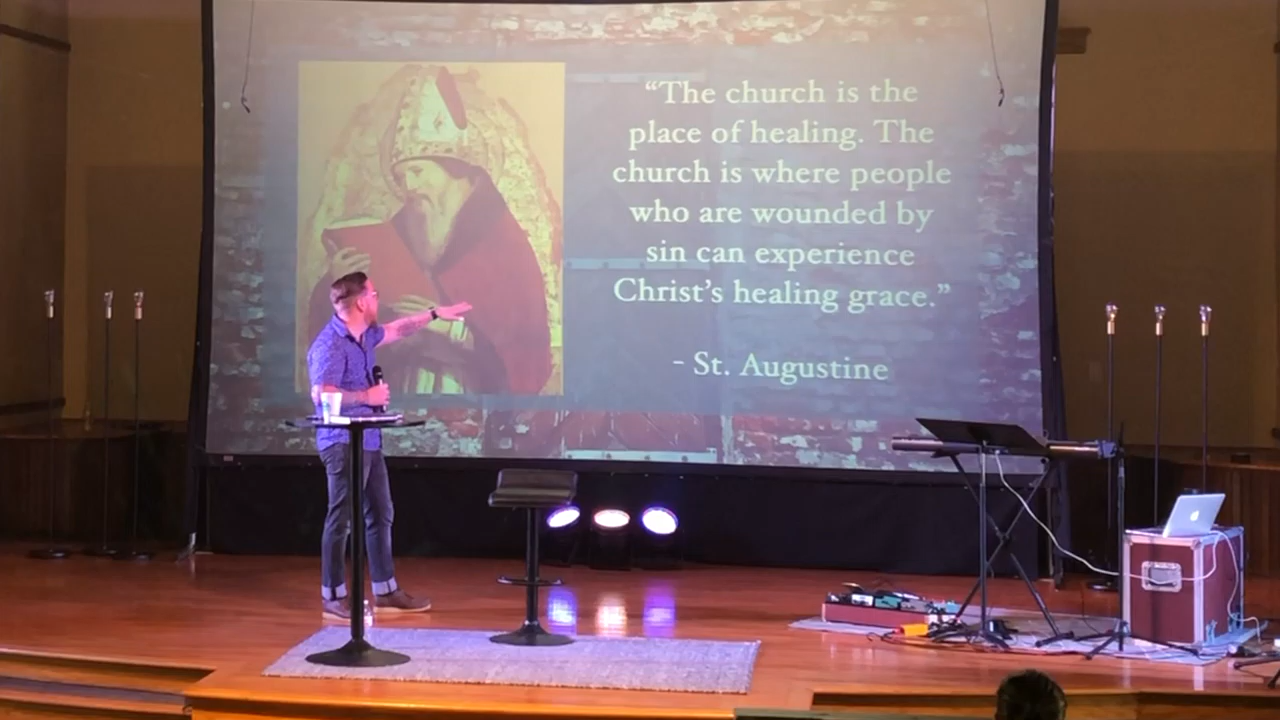 “The church is the
place of healing. The
church is where people
who are wounded by
sin can experience
Christ’s healing grace.”
- St. Augustine